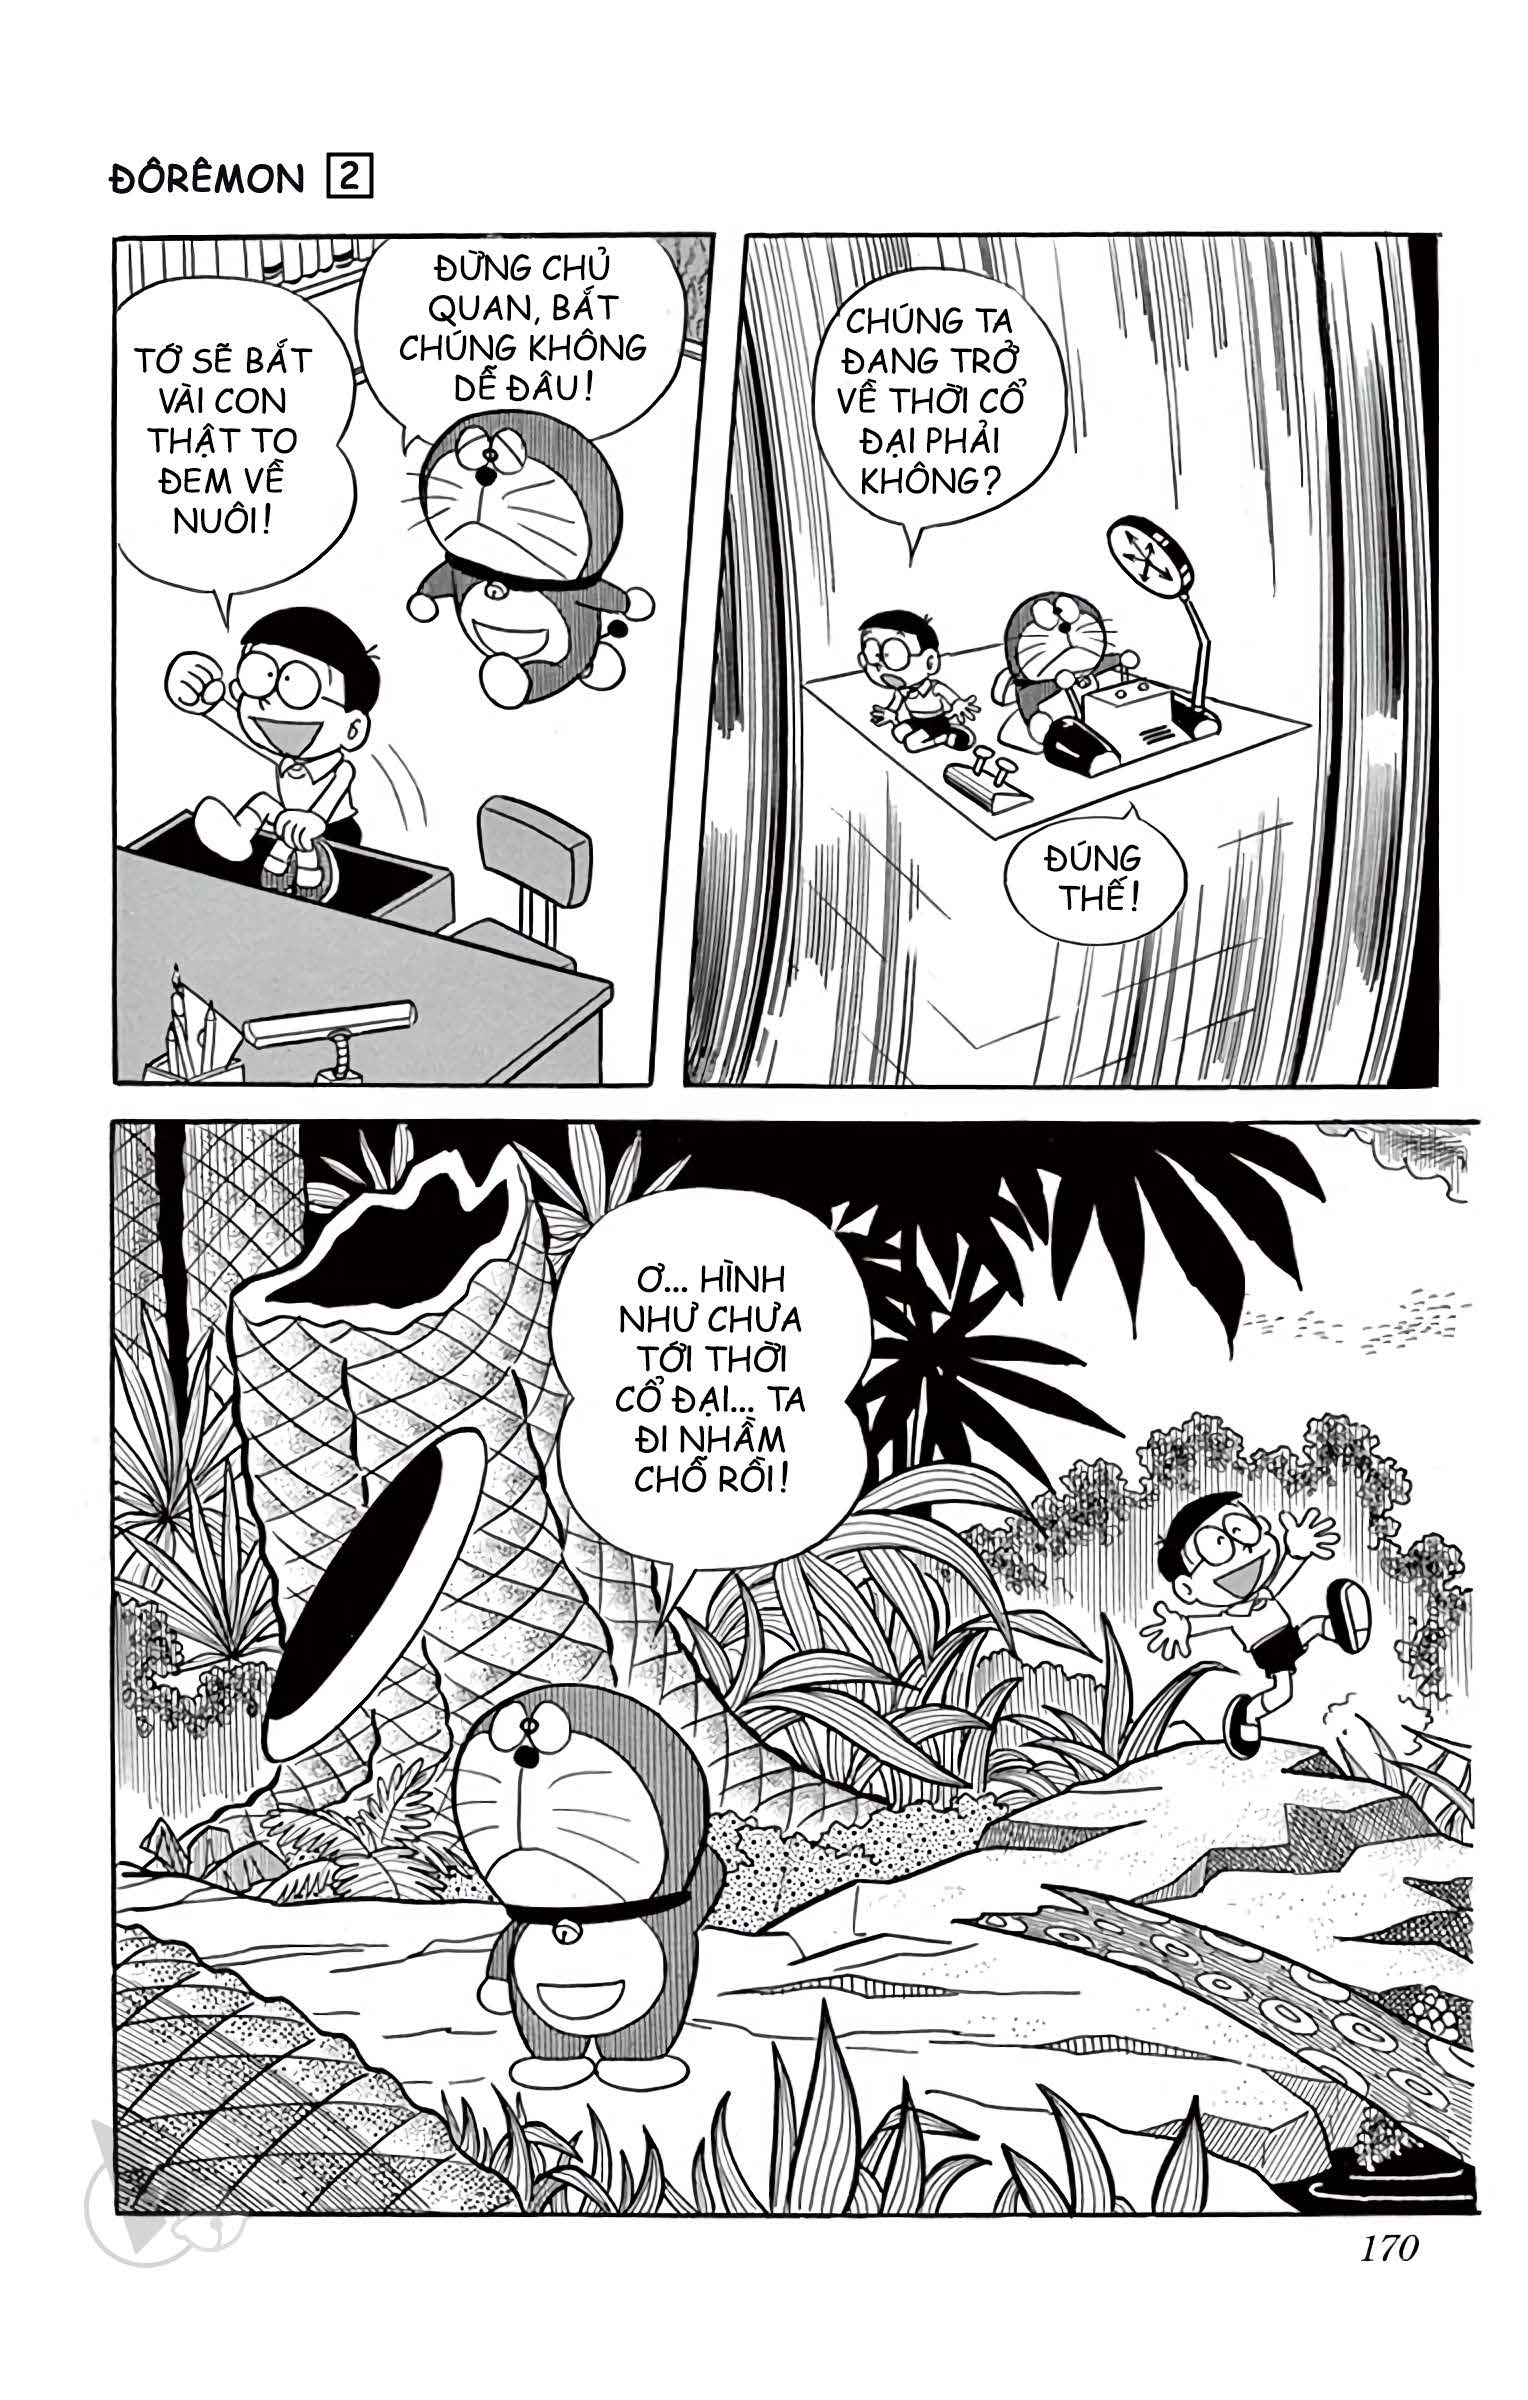 ĐÔRÊMON 2
TỚ SẼ BẮT
VÀI CON
THẬT TO
ĐEM VỀ
NUÔI!
ĐỪNG CHỦ
QUAN, BẮT
CHÚNG KHÔNG
DỄ ĐÂU!
CHÚNG TA
ĐANG TRỞ
VỀ THỜI CỔ
ĐẠI PHẢI
KHÔNG?
ĐÚNG
THẾ!
Ơ... HÌNH
NHƯ CHƯA
TỚI THỜI
CỔ ĐẠI... TA
ĐI NHẦM
CHỖ RỒI!
170